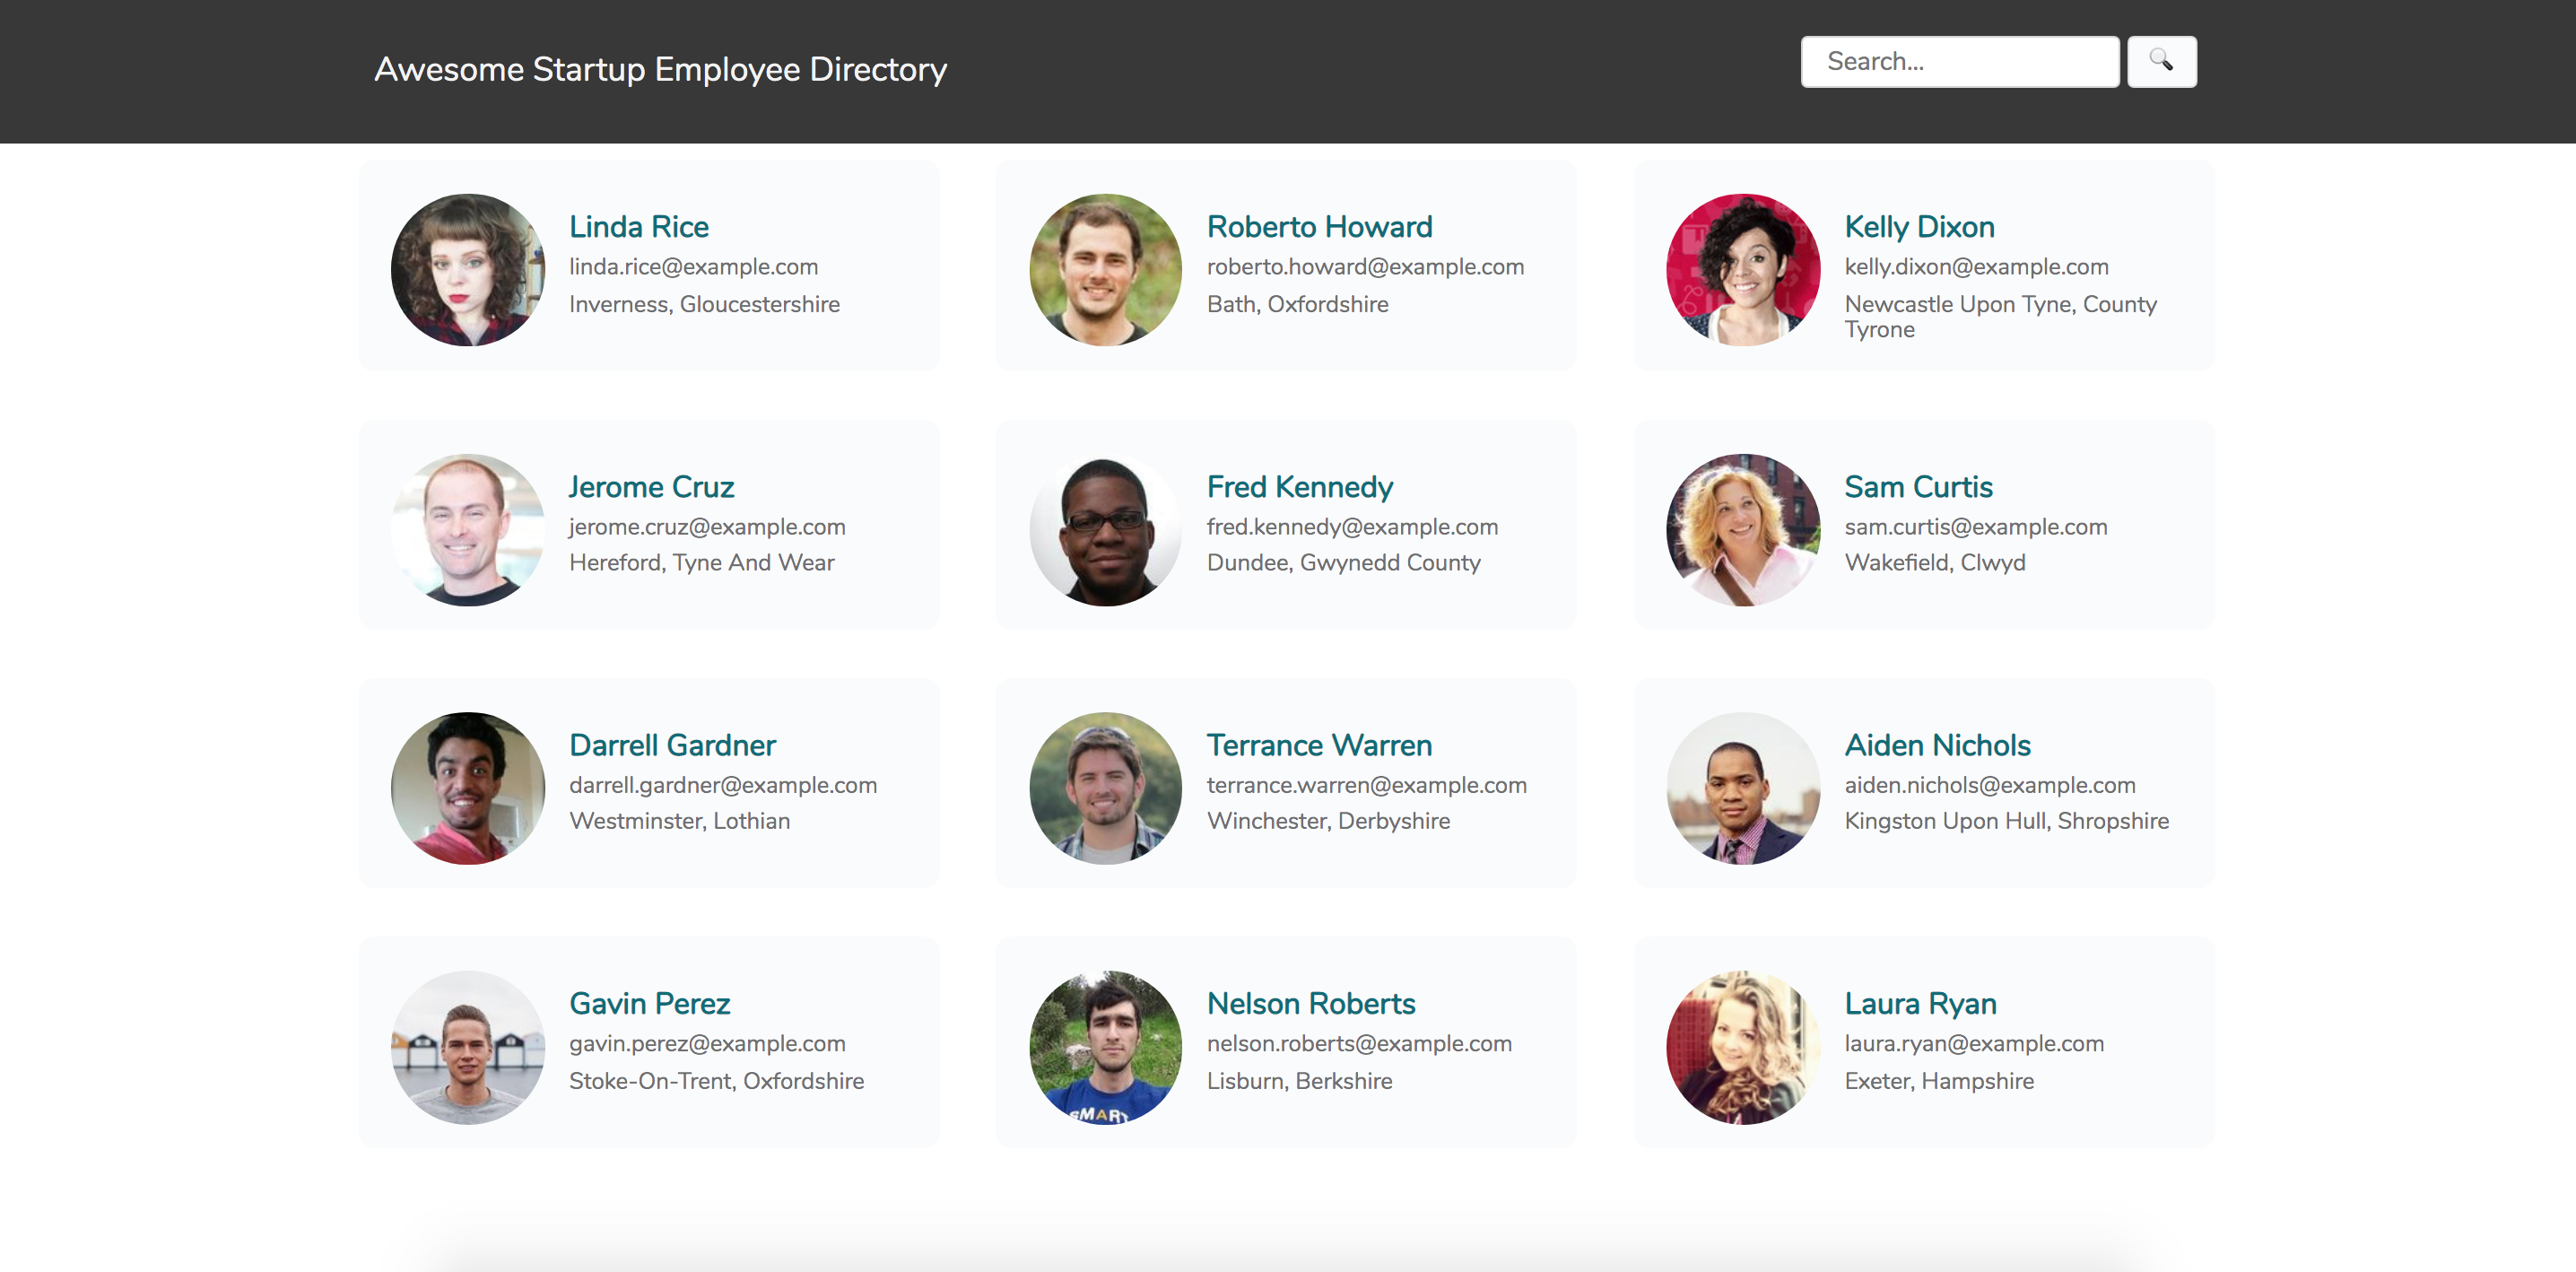 Awesome Startup Employee Directory
Search...
Linda Rice
linda.rice@example.com
Inverness, Gloucestershire
Roberto Howard
roberto.howard@example.com
Bath, Oxfordshire
Kelly Dixon
kelly.dixon@example.com
Newcastle Upon Tyne, County
Tyrone
Jerome Cruz
jerome.cruz@example.com
Hereford, Tyne And Wear
Fred Kennedy
fred.kennedy@example.com
Dundee, Gwynedd County
Sam Curtis
sam.curtis@example.com
Wakefield, Clwyd
Darrell Gardner
darrell.gardner@example.com
Westminster, Lothian
Terrance Warren
terrance.warren@example.com
Winchester, Derbyshire
Aiden Nichols
aiden.nichols@example.com
Kingston Upon Hull, Shropshire
Gavin Perez
gavin.perez@example.com
Stoke-On-Trent, Oxfordshire
SMART
Nelson Roberts
nelson.roberts@example.com
Lisburn, Berkshire
Laura Ryan
laura.ryan@example.com
Exeter, Hampshire